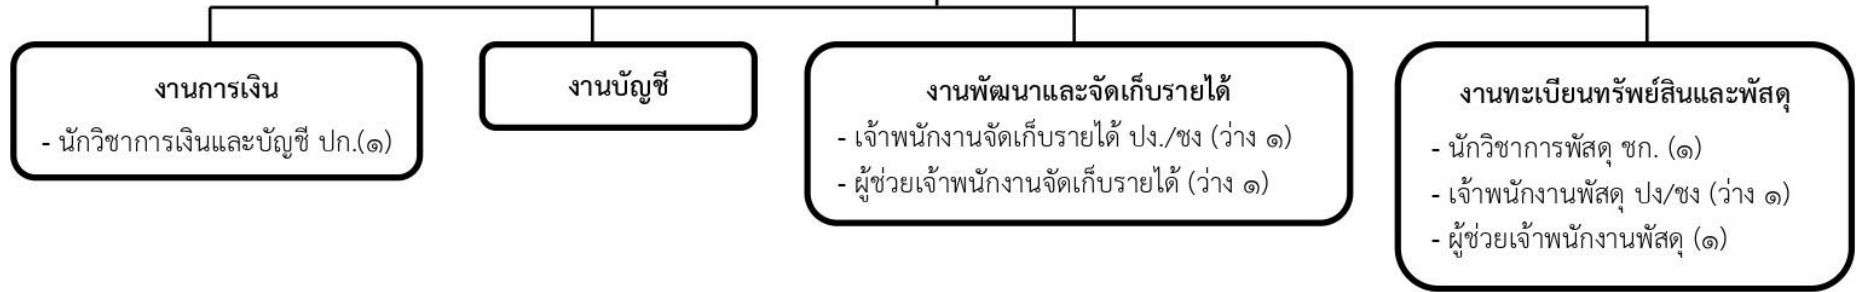 งานการเงิน
- นักวิชาการเงินและบัญชี ปก.(๑)
งานบัญชี
งานพัฒนาและจัดเก็บรายได้
- เจ้าพนักงานจัดเก็บรายได้ ปง./ชง (ว่าง ๑)
- ผู้ช่วยเจ้าพนักงานจัดเก็บรายได้ (ว่าง ๑)
งานทะเบียนทรัพย์สินและพัสดุ
- นักวิชาการพัสดุ ชก. (๑)
- เจ้าพนักงานพัสดุ ปง/ชง (ว่าง ๑)
- ผู้ช่วยเจ้าพนักงานพัสดุ (๑)